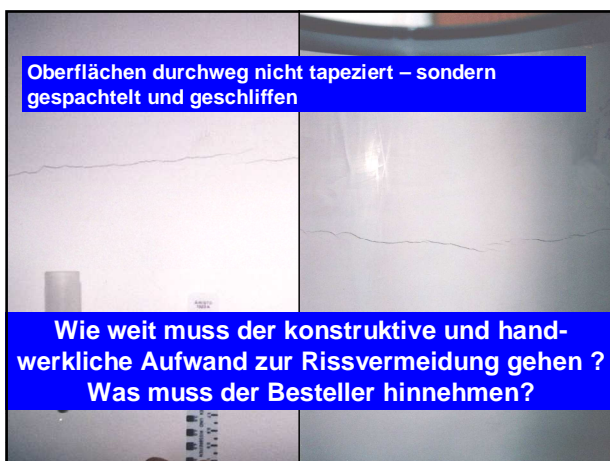 Oberflächen durchweg nicht tapeziert – sondern
gespachtelt und geschliffen
Wie weit muss der konstruktive und hand-
werkliche Aufwand zur Rissvermeidung gehen ?
Was muss der Besteller hinnehmen?